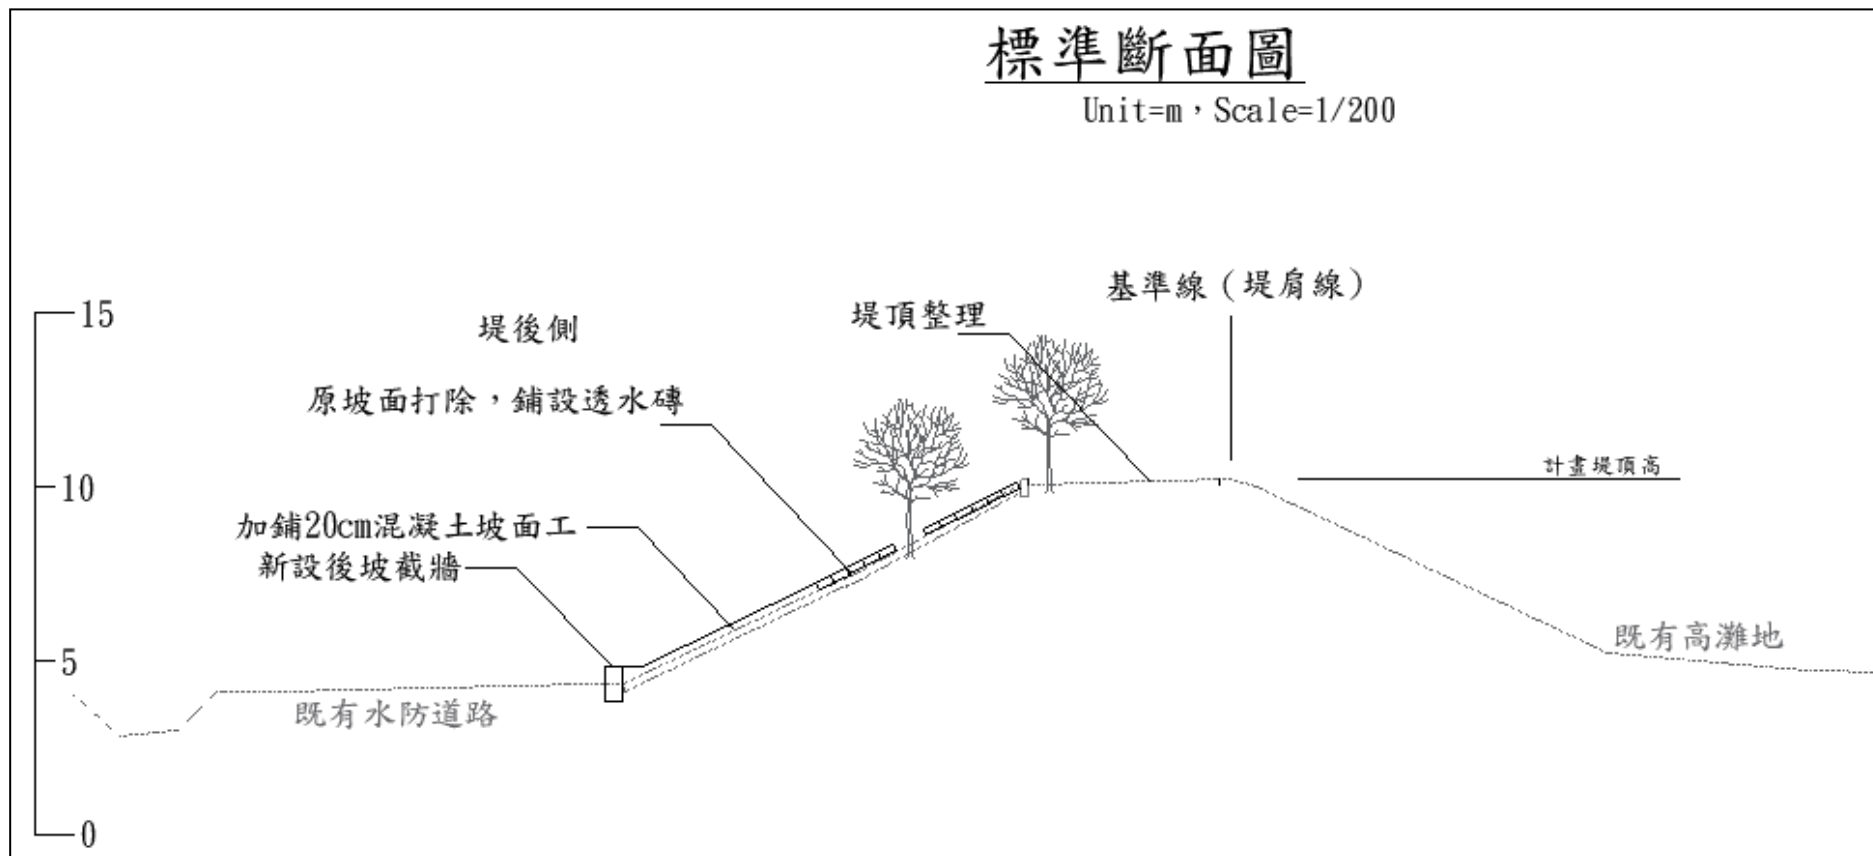 標準斷面圖
Unit=m，Scale=1/200
基準線（堤肩線）
堤頂整理
15
堤後側
原坡面打除，鋪設透水磚
計畫堤頂高
10
加鋪20cm混凝土坡面工
新設後坡截牆
既有高灘地
5
既有水防道路
0